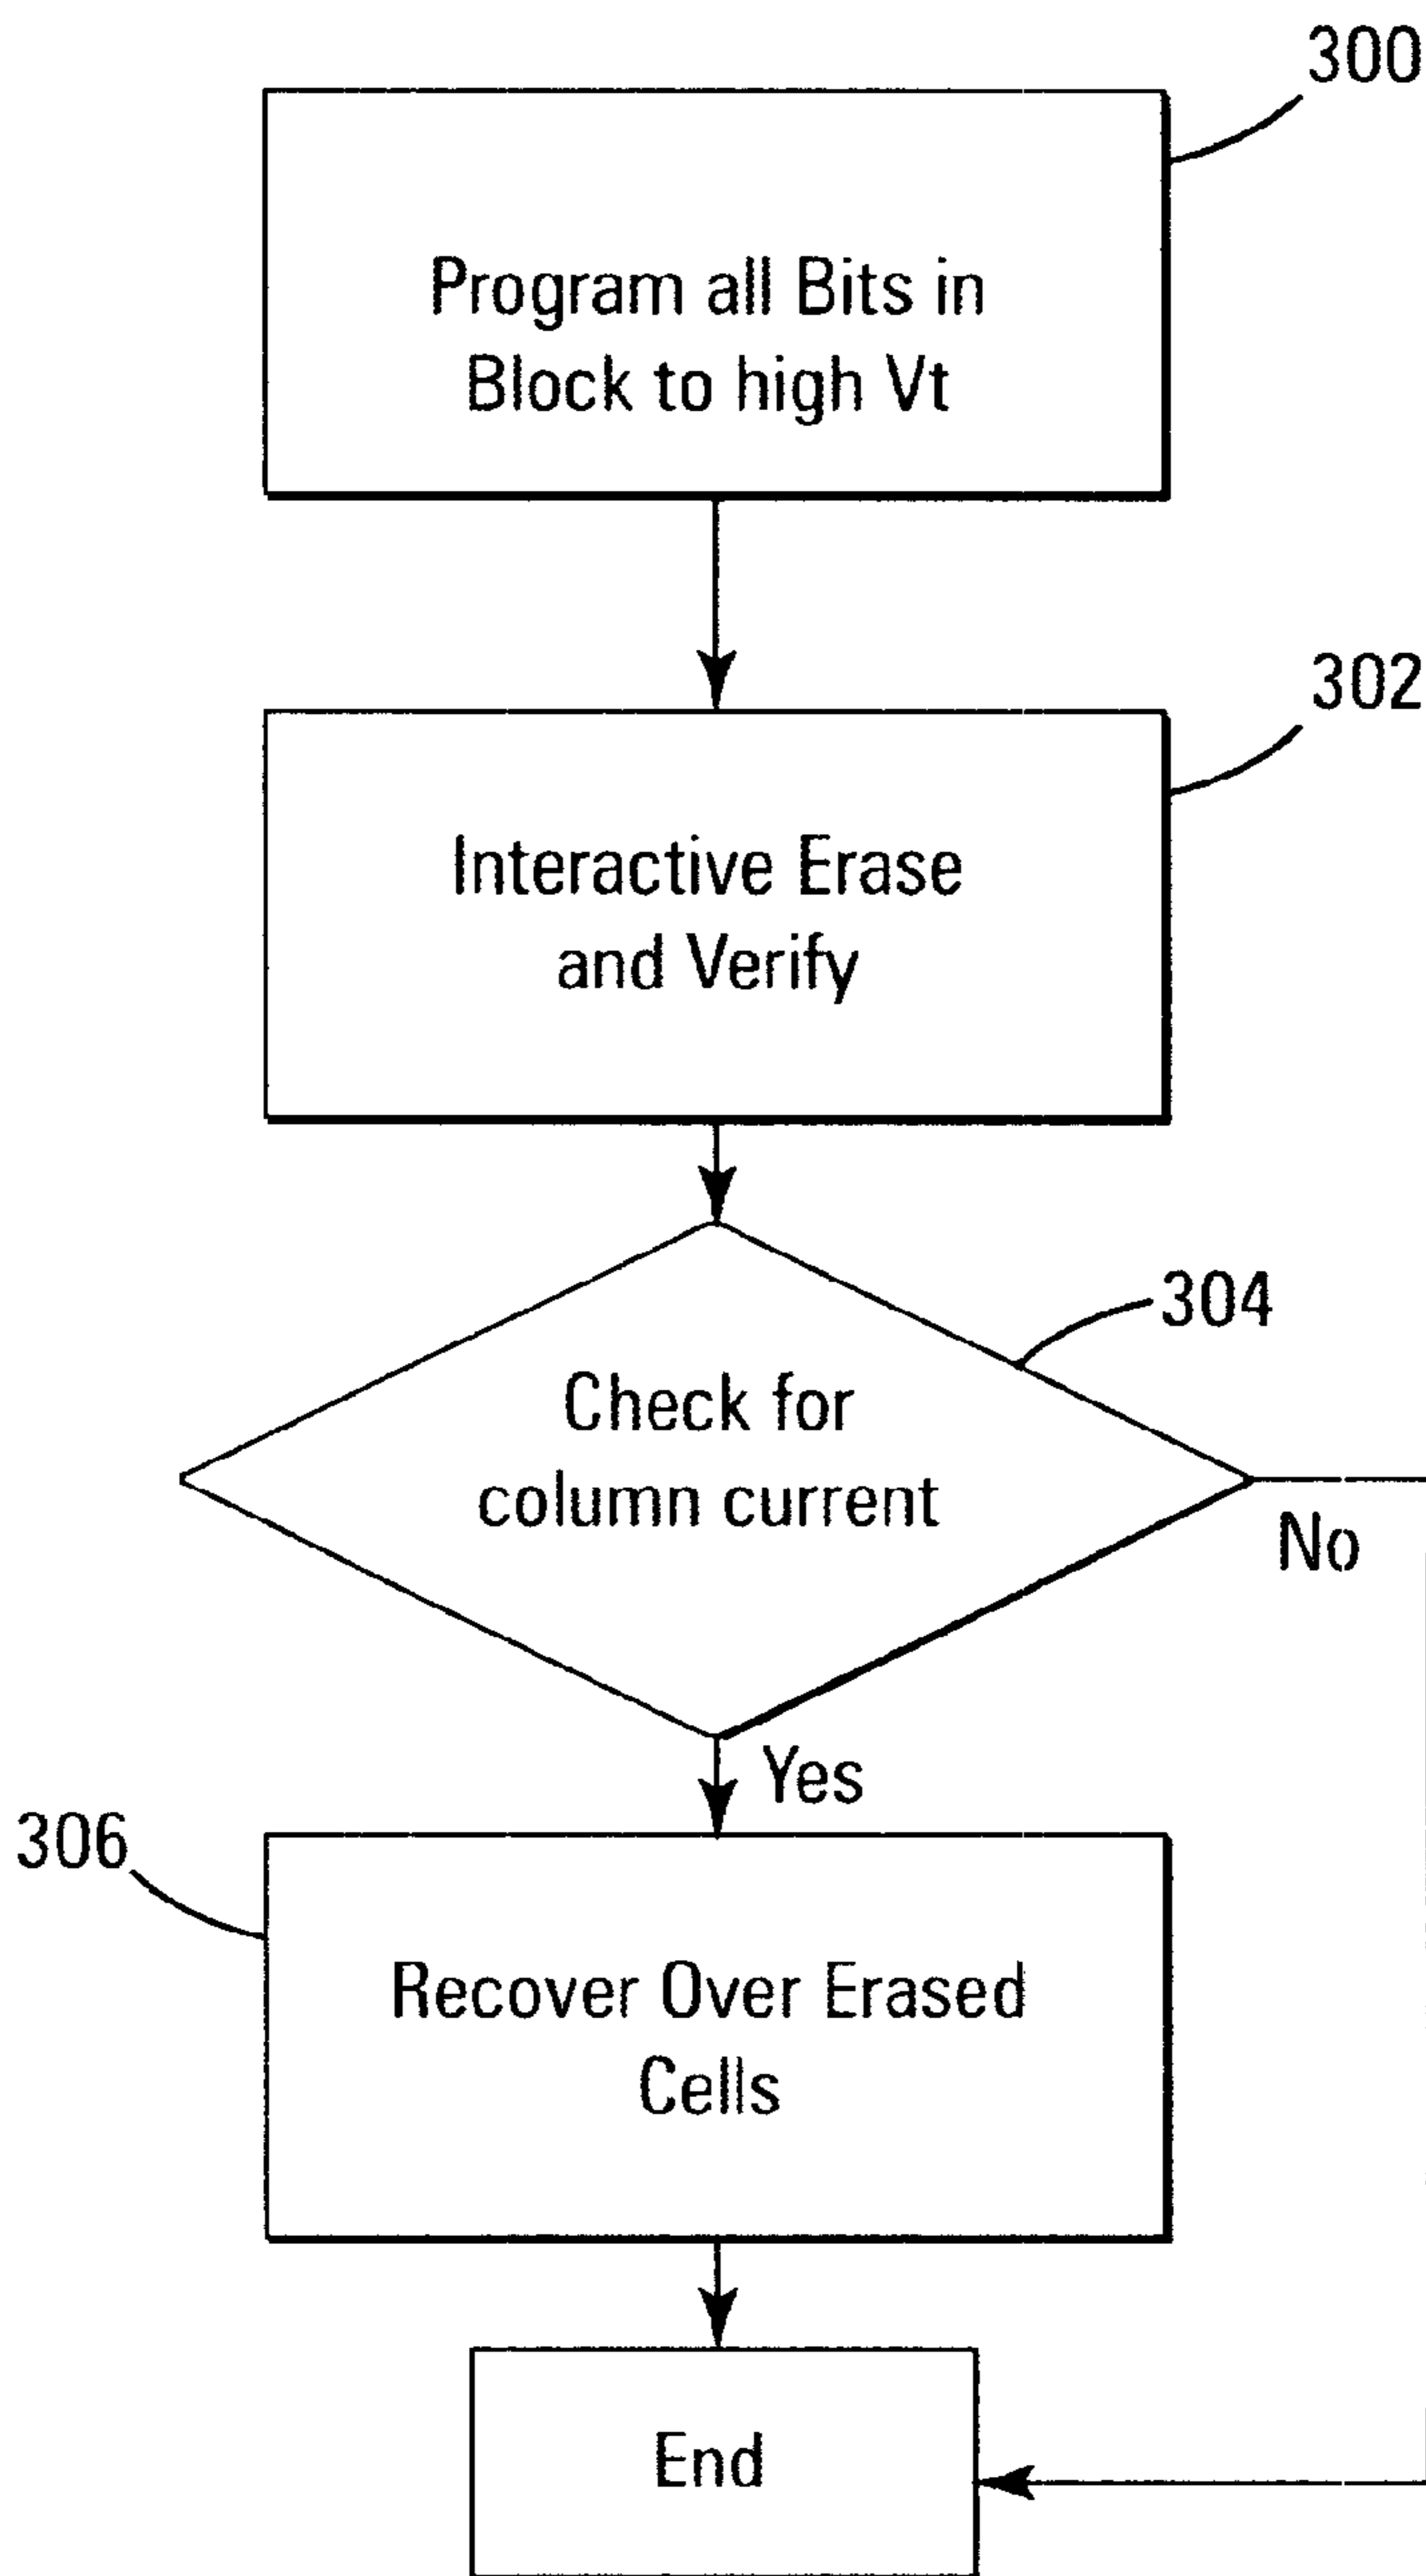 300
Program all Bits in
Block to high Vt
302
Interactive Erase
and Verify
304
Check for
column current
No
Yes
306
Recover Over Erased
Cells
End